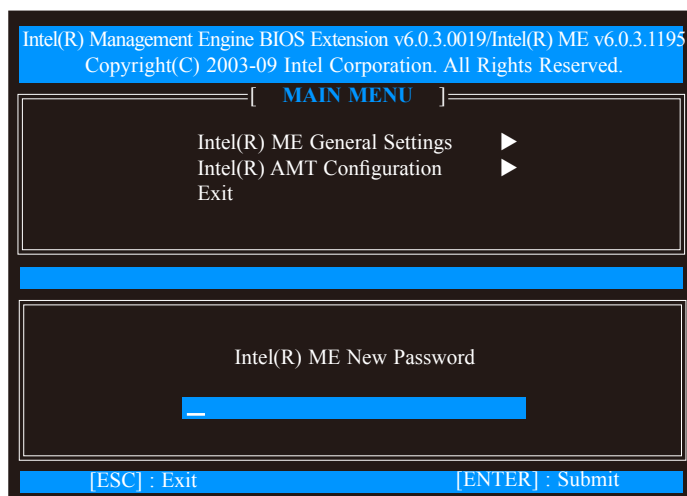 Intel(R) Management Engine BIOS Extension v6.0.3.0019/Intel(R) ME v6.0.3.1195
Copyright(C) 2003-09 Intel Corporation. All Rights Reserved.
[ MAIN MENU ]
Intel(R) ME General Settings ▶
Intel(R) AMT Configuration ▶
Exit
Intel(R) ME New Password
_
[ESC] : Exit [ENTER] : Submit